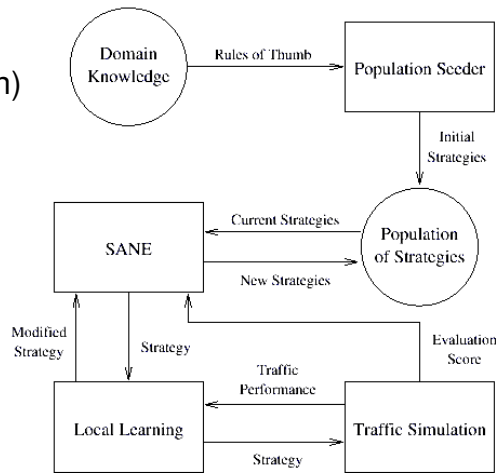 n)
Domain
Knowledge
Rules of Thumb
Population Seeder
Initial
Strategies
SANE
Current Strategies
New Strategies
Population
of Strategies
Modified
Strategy
Strategy
Traffic
Performance
Evaluation
Score
Local Learning
Strategy
Traffic Simulation